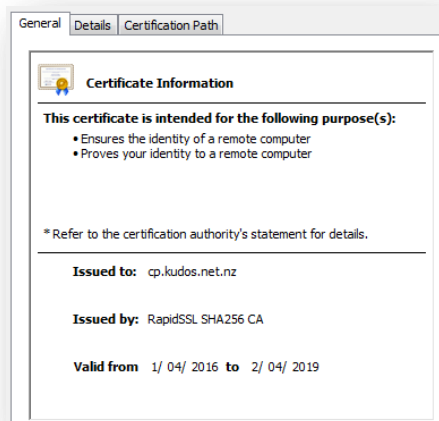 General Details Certification Path
Certificate Information
This certificate is intended for the following purpose(s):
• Ensures the identity of a remote computer
• Proves your identity to a remote computer
* Refer to the certification authority's statement for details.
Issued to: cp.kudos.net.nz
Issued by: RapidSSL SHA256 CA
Valid from 1/ 04/ 2016 to 2/ 04/ 2019